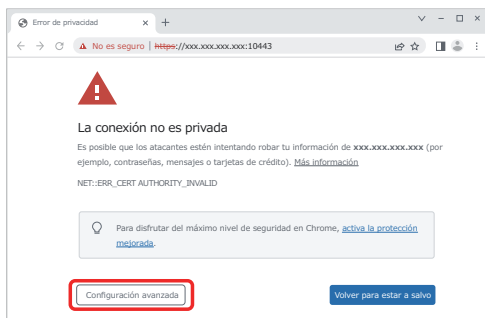 Error de privacidad
No es seguro | https://xxx.xxx.xxx.xxx:10443
La conexión no es privada
Es posible que los atacantes estén intentando robar tu información de xxx.xxx.xxx.xxx (por
ejemplo, contraseñas, mensajes o tarjetas de crédito). Más información
NET::ERR_CERT AUTHORITY_INVALID
Para disfrutar del máximo nivel de seguridad en Chrome, activa la protección
mejorada.
Configuración avanzada
Volver para estar a salvo